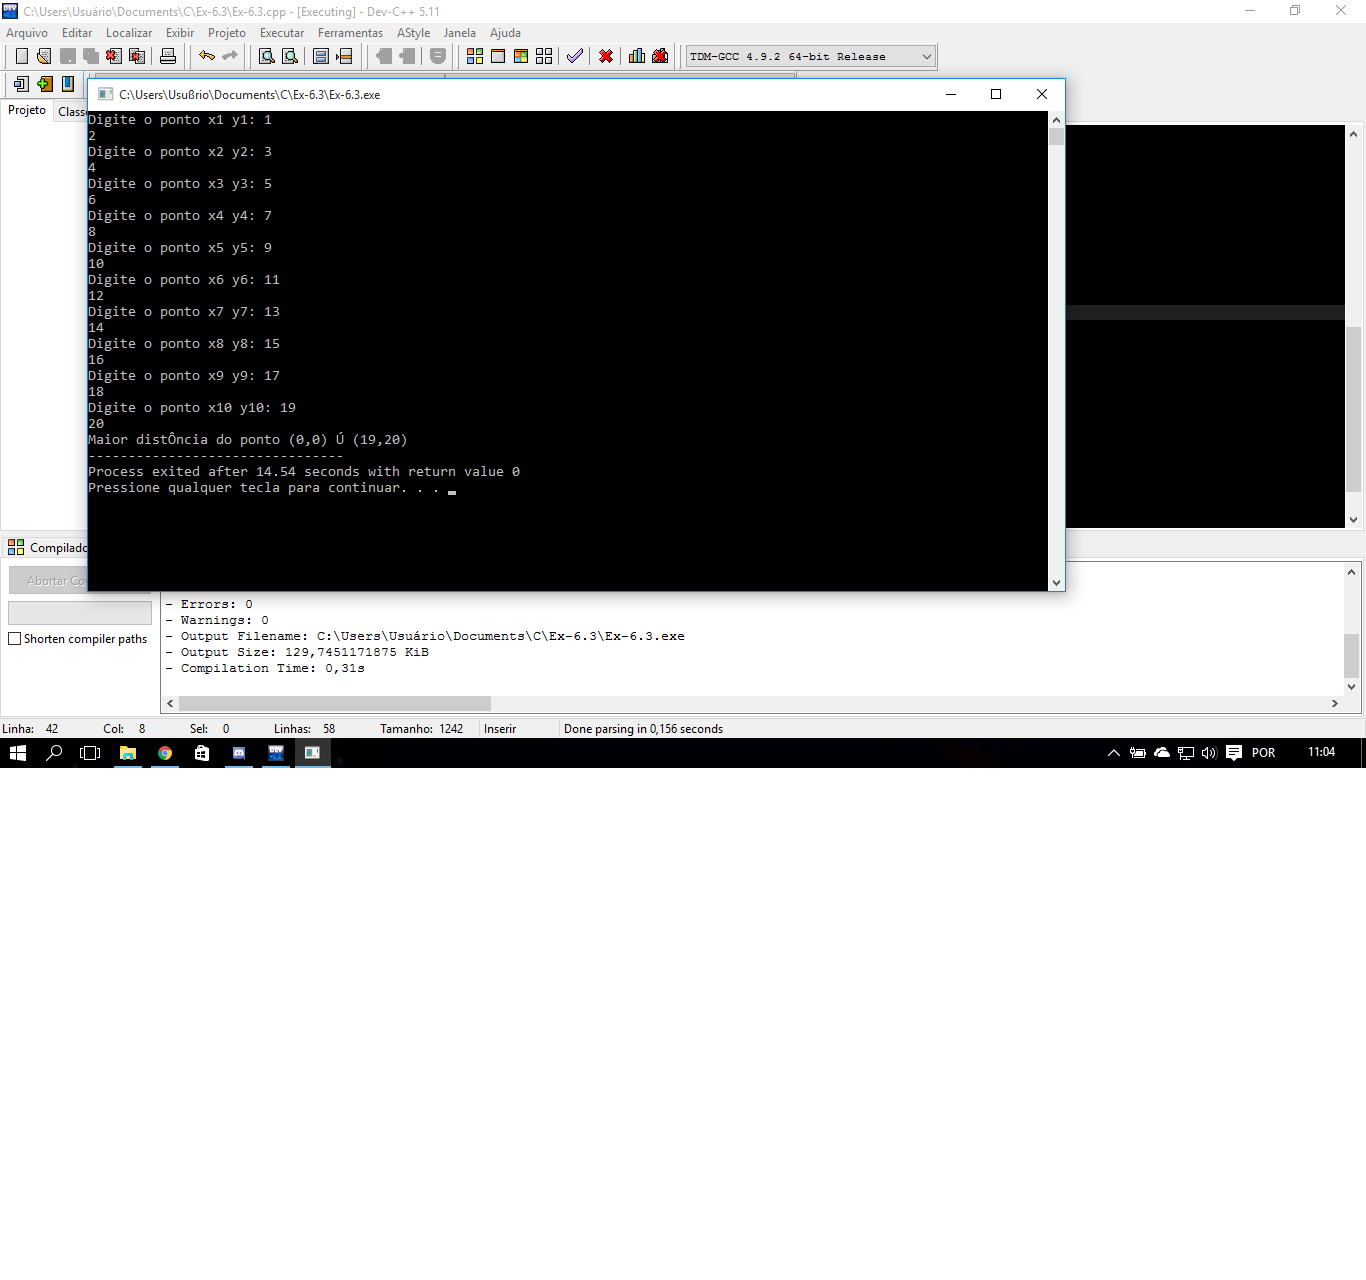 C:\Users\Usuário\Documents\C\Ex-6.3\Ex-6.3.cpp - [Executing] - Dev-C++ 5.11
Arquivo Editar Localizar Exibir Projeto Executar Ferramentas AStyle Janela Ajuda
TDM-GCC 4.9.2 64-bit Release
Projeto
C:\Users\Usußrio\Documents\C\Ex-6.3\Ex-6.3.exe
Digite o ponto x1 y1: 1
2
Digite o ponto x2 y2: 3
4
Digite o ponto x3 y3: 5
6
Digite o ponto x4 y4: 7
8
Digite o ponto x5 y5: 9
10
Digite o ponto x6 y6: 11
12
Digite o ponto x7 y7: 13
14
Digite o ponto x8 y8: 15
16
Digite o ponto x9 y9: 17
18
Digite o ponto x10 y10: 19
20
Maior distÔncia do ponto (0,0) Ú (19,20)
--------------------------------
Process exited after 14.54 seconds with return value 0
Pressione qualquer tecla para continuar. . .
Abortar
- Errors: 0
- Warnings: 0
- Output Filename: C:\Users\Usuário\Documents\C\Ex-6.3\Ex-6.3.exe
- Output Size: 129,7451171875 KiB
- Compilation Time: 0,31s
Shorten compiler paths
Linha: 42 Col: 8 Sel: 0 Linhas: 58 Tamanho: 1242 Inserir Done parsing in 0,156 seconds
POR 11:04